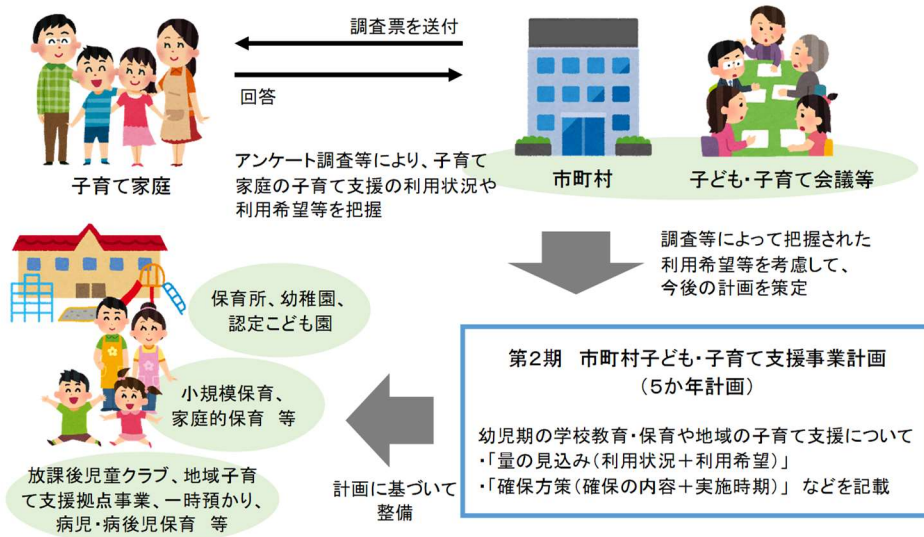 調査票を送付
回答
子育て家庭
アンケート調査等により、子育て
家庭の子育て支援の利用状況や
利用希望等を把握
市町村
子ども・子育て会議等
調査等によって把握された
利用希望等を考慮して、
今後の計画を策定
第2期 市町村子ども・子育て支援事業計画
(5か年計画)
幼児期の学校教育・保育や地域の子育て支援について
・「量の見込み(利用状況+利用希望)」
・「確保方策(確保の内容+実施時期)」 などを記載
計画に基づいて
整備
保育所、幼稚園、
認定こども園
小規模保育、
家庭的保育 等
放課後児童クラブ、地域子育
て支援拠点事業、一時預かり、
病児・病後児保育 等